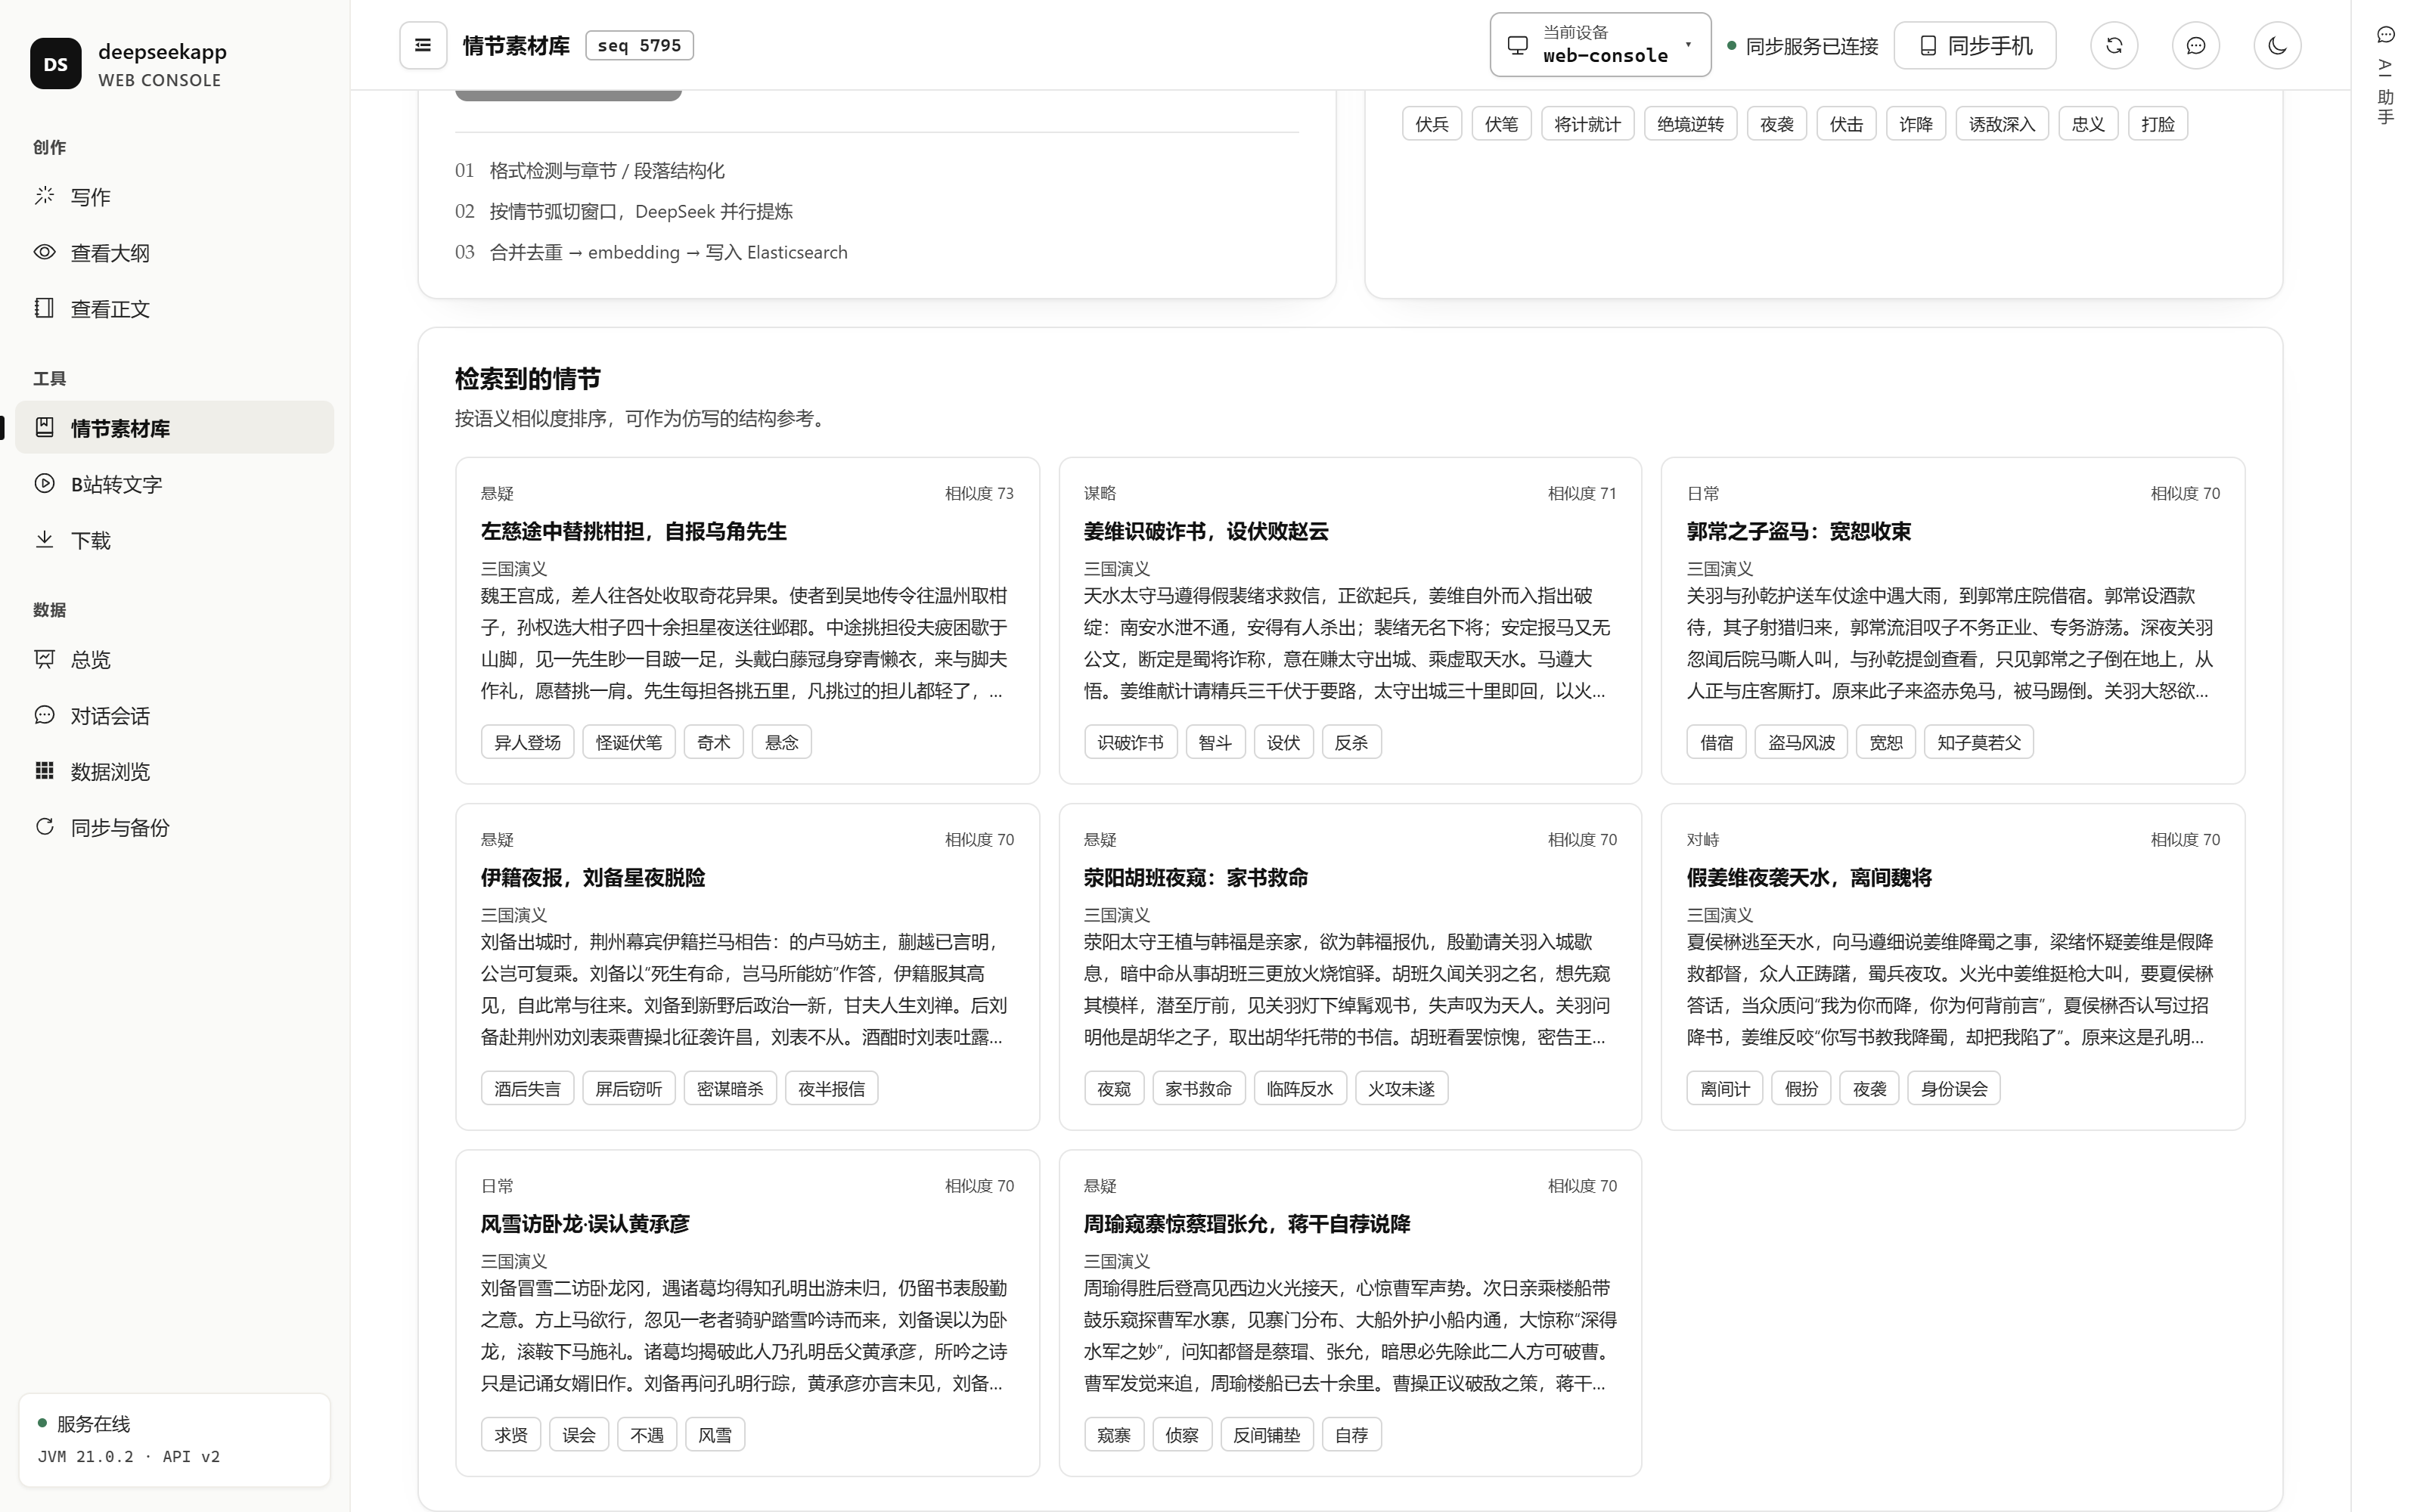 DS
deepseekapp
WEB CONSOLE
创作
写作
查看大纲
查看正文
工具
情节素材库
B站转文字
下载
数据
总览
对话会话
数据浏览
同步与备份
服务在线
JVM 21.0.2 · API v2
情节素材库
seq 5795
当前设备
web-console
同步服务已连接
同步手机
AI 助手
01 格式检测与章节 / 段落结构化
02 按情节弧切窗口，DeepSeek 并行提炼
03 合并去重 → embedding → 写入 Elasticsearch
伏兵 伏笔 将计就计 绝境逆转 夜袭 伏击 诈降 诱敌深入 忠义 打脸
检索到的情节
按语义相似度排序，可作为仿写的结构参考。
悬疑 相似度 73
左慈途中替挑柑担，自报乌角先生
三国演义
魏王宫成，差人往各处收取奇花异果。使者到吴地传令往温州取柑
子，孙权选大柑子四十余担星夜送往邺郡。中途挑担役夫疲困歇于
山脚，见一先生眇一目跛一足，头戴白藤冠身穿青懒衣，来与脚夫
作礼，愿替挑一肩。先生每担各挑五里，凡挑过的担儿都轻了，...
异人登场 怪诞伏笔 奇术 悬念
谋略 相似度 71
姜维识破诈书，设伏败赵云
三国演义
天水太守马遵得假裴绪求救信，正欲起兵，姜维自外而入指出破
绽：南安水泄不通，安得有人杀出；裴绪无名下将；安定报马又无
公文，断定是蜀将诈称，意在赚太守出城、乘虚取天水。马遵大
悟。姜维献计请精兵三千伏于要路，太守出城三十里即回，以火...
识破诈书 智斗 设伏 反杀
日常 相似度 70
郭常之子盗马：宽恕收束
三国演义
关羽与孙乾护送车仗途中遇大雨，到郭常庄院借宿。郭常设酒款
待，其子射猎归来，郭常流泪叹子不务正业、专务游荡。深夜关羽
忽闻后院马嘶人叫，与孙乾提剑查看，只见郭常之子倒在地上，从
人正与庄客厮打。原来此子来盗赤兔马，被马踢倒。关羽大怒欲...
借宿 盗马风波 宽恕 知子莫若父
悬疑 相似度 70
伊籍夜报，刘备星夜脱险
三国演义
刘备出城时，荆州幕宾伊籍拦马相告：的卢马妨主，蒯越已言明，
公岂可复乘。刘备以“死生有命，岂马所能妨”作答，伊籍服其高
见，自此常与往来。刘备到新野后政治一新，甘夫人生刘禅。后刘
备赴荆州劝刘表乘曹操北征袭许昌，刘表不从。酒酣时刘表吐露...
酒后失言 屏后窃听 密谋暗杀 夜半报信
悬疑 相似度 70
荥阳胡班夜窥：家书救命
三国演义
荥阳太守王植与韩福是亲家，欲为韩福报仇，殷勤请关羽入城歇
息，暗中命从事胡班三更放火烧馆驿。胡班久闻关羽之名，想先窥
其模样，潜至厅前，见关羽灯下绰髯观书，失声叹为天人。关羽问
明他是胡华之子，取出胡华托带的书信。胡班看罢惊愧，密告王...
夜窥 家书救命 临阵反水 火攻未遂
对峙 相似度 70
假姜维夜袭天水，离间魏将
三国演义
夏侯楙逃至天水，向马遵细说姜维降蜀之事，梁绪怀疑姜维是假降
救都督，众人正踌躇，蜀兵夜攻。火光中姜维挺枪大叫，要夏侯楙
答话，当众质问“我为你而降，你为何背前言”，夏侯楙否认写过招
降书，姜维反咬“你写书教我降蜀，却把我陷了”。原来这是孔明...
离间计 假扮 夜袭 身份误会
日常 相似度 70
风雪访卧龙·误认黄承彦
三国演义
刘备冒雪二访卧龙冈，遇诸葛均得知孔明出游未归，仍留书表殷勤
之意。方上马欲行，忽见一老者骑驴踏雪吟诗而来，刘备误以为卧
龙，滚鞍下马施礼。诸葛均揭破此人乃孔明岳父黄承彦，所吟之诗
只是记诵女婿旧作。刘备再问孔明行踪，黄承彦亦言未见，刘备...
求贤 误会 不遇 风雪
悬疑 相似度 70
周瑜窥寨惊蔡瑁张允，蒋干自荐说降
三国演义
周瑜得胜后登高见西边火光接天，心惊曹军声势。次日亲乘楼船带
鼓乐窥探曹军水寨，见寨门分布、大船外护小船内通，大惊称“深得
水军之妙”，问知都督是蔡瑁、张允，暗思必先除此二人方可破曹。
曹军发觉来追，周瑜楼船已去十余里。曹操正议破敌之策，蒋干...
窥寨 侦察 反间铺垫 自荐